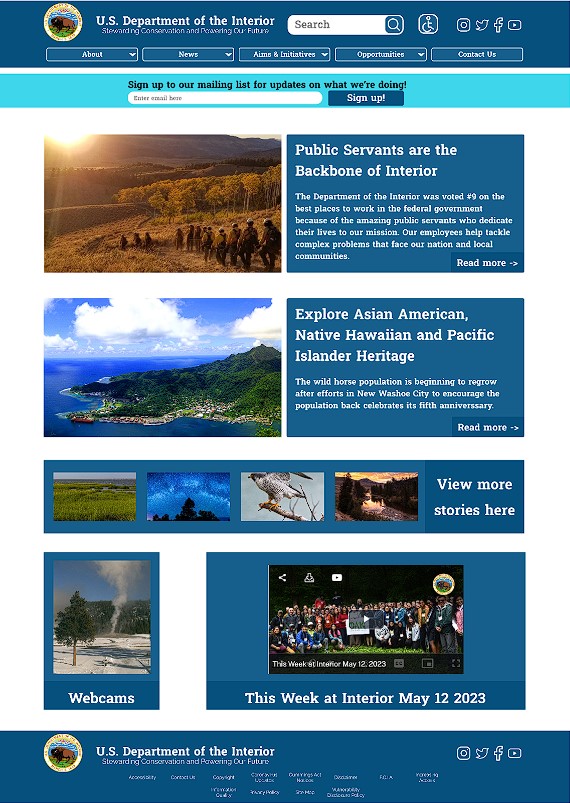 U.S. Department of the Interior
Stewarding Conservation and Powering Our Future
Search
About
News
Aims & Initiatives
Opportunities
Contact Us
Sign up to our mailing list for updates on what we're doing!
Enter email here
Sign up!
Public Servants are the
Backbone of Interior
The Department of the Interior was voted #9 on the
best places to work in the federal government
because of the amazing public servants who dedicate
their lives to our mission. Our employees help tackle
complex problems that face our nation and local
communities.
Read more ->
Explore Asian American,
Native Hawaiian and Pacific
Islander Heritage
The wild horse population is beginning to regrow
after efforts in New Washoe City to encourage the
population back celebrates its fifth anniverssary.
Read more ->
View more
stories here
This Week at Interior May 12, 2023
Webcams
This Week at Interior May 12 2023
U.S. Department of the Interior
Stewarding Conservation and Powering Our Future
Accessibility
Contact Us
Copyright
Coronavirus
Updates
Cummings Act
Notices
Disclaimer
F.O.I.A.
Increasing
Access
Information
Quality
Privacy Policy
Site Map
Vulnerability
Disclosure Policy